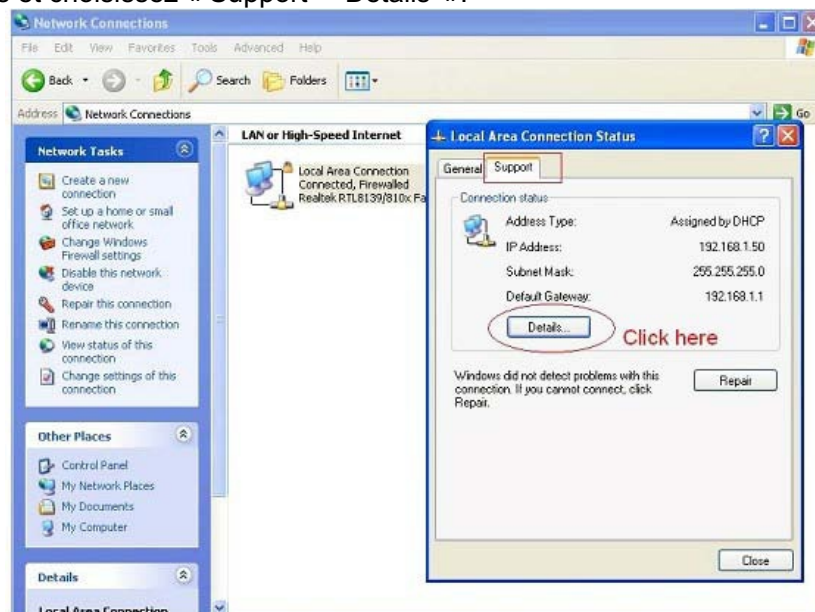 et choisissez « Support – Details ».
Network Connections
File Edit View Favorites Tools Advanced Help
Back Search Folders
Address Network Connections Go
Network Tasks
Create a new
connection
Set up a home or small
office network
Change Windows
Firewall settings
Disable this network
device
Repair this connection
Rename this connection
View status of this
connection
Change settings of this
connection
Other Places
Control Panel
My Network Places
My Documents
My Computer
Details
Local Area Connection
LAN or High-Speed Internet
Local Area Connection
Connected, Firewalled
Realtek RTL8139/810x Fa
Local Area Connection Status
General Support
Connection status
Address Type: Assigned by DHCP
IP Address: 192.168.1.50
Subnet Mask: 255.255.255.0
Default Gateway: 192.168.1.1
Details...
Click here
Windows did not detect problems with this
connection. If you cannot connect, click
Repair.
Repair
Close